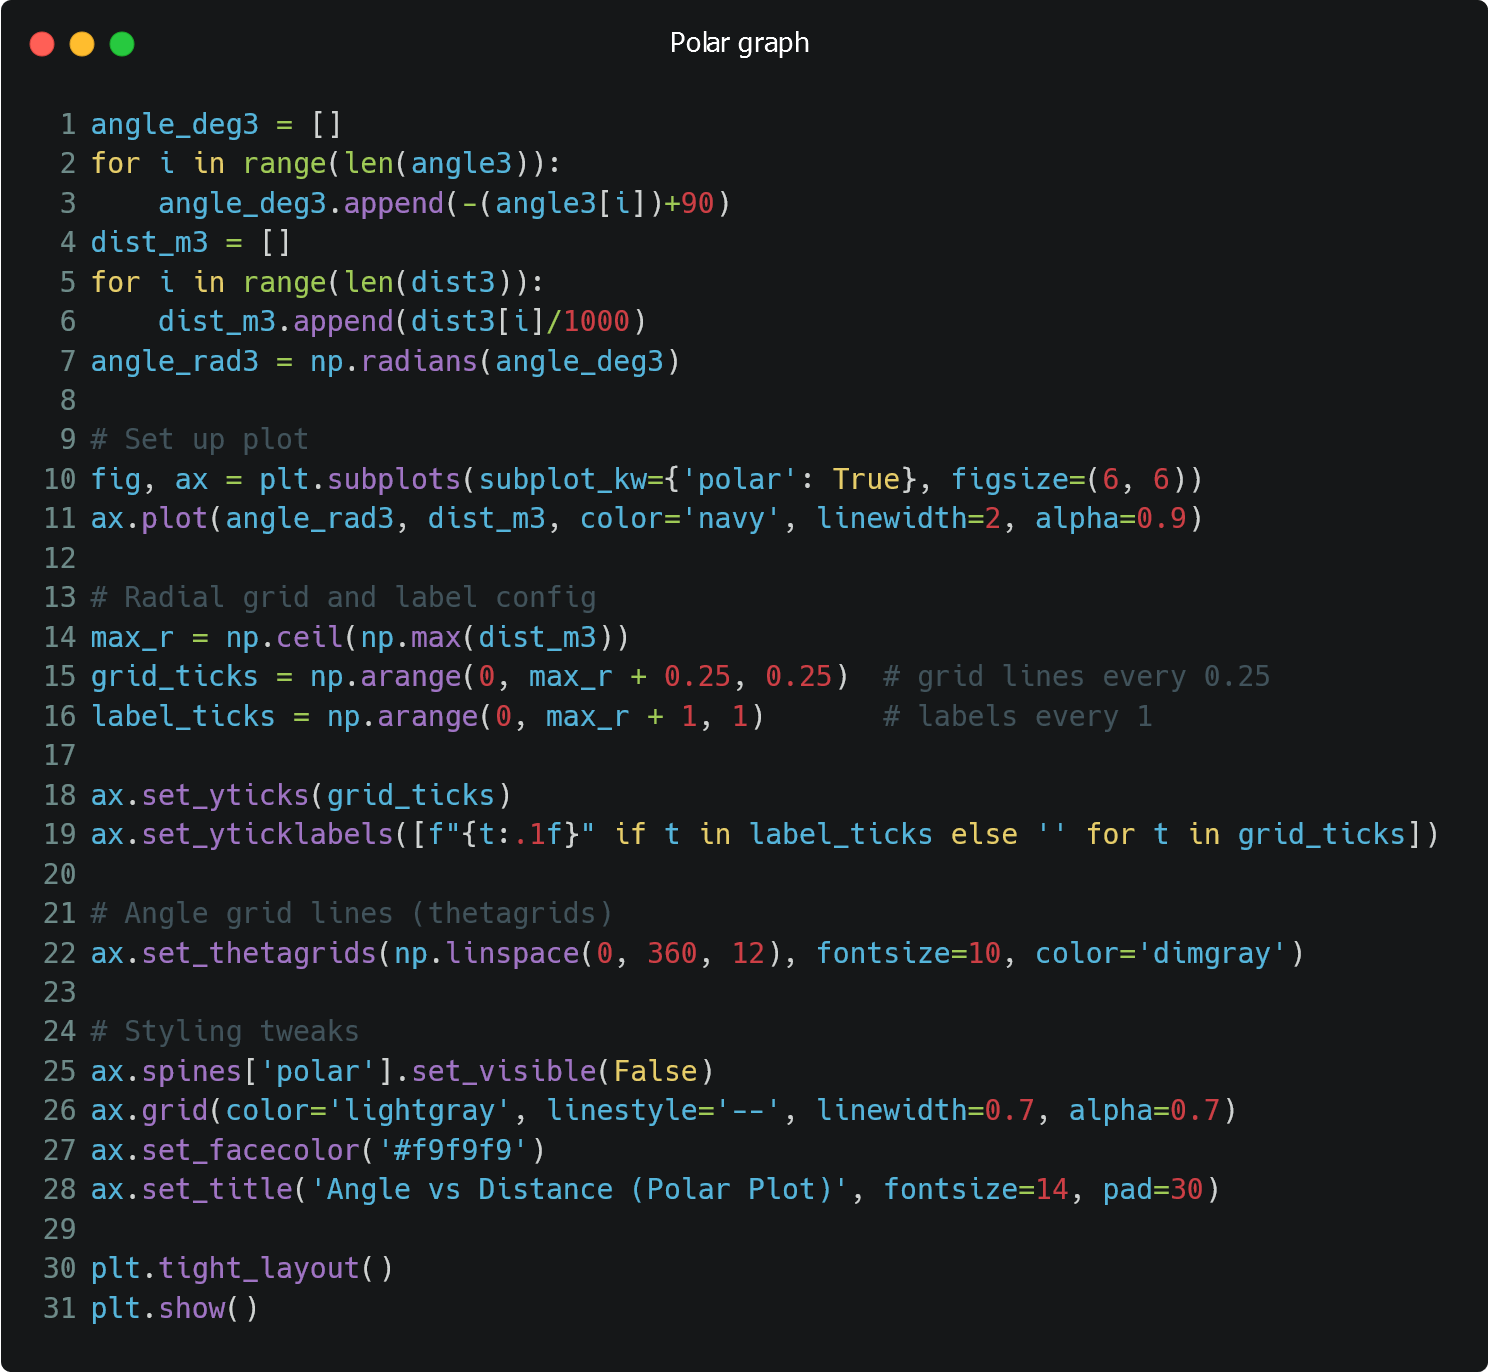 Polar graph
1 angle_deg3 = []
2 for i in range(len(angle3)):
3     angle_deg3.append(-(angle3[i])+90)
4 dist_m3 = []
5 for i in range(len(dist3)):
6     dist_m3.append(dist3[i]/1000)
7 angle_rad3 = np.radians(angle_deg3)
8
9 # Set up plot
10 fig, ax = plt.subplots(subplot_kw={'polar': True}, figsize=(6, 6))
11 ax.plot(angle_rad3, dist_m3, color='navy', linewidth=2, alpha=0.9)
12
13 # Radial grid and label config
14 max_r = np.ceil(np.max(dist_m3))
15 grid_ticks = np.arange(0, max_r + 0.25, 0.25)  # grid lines every 0.25
16 label_ticks = np.arange(0, max_r + 1, 1)       # labels every 1
17
18 ax.set_yticks(grid_ticks)
19 ax.set_yticklabels([f"{t:.1f}" if t in label_ticks else '' for t in grid_ticks])
20
21 # Angle grid lines (thetagrids)
22 ax.set_thetagrids(np.linspace(0, 360, 12), fontsize=10, color='dimgray')
23
24 # Styling tweaks
25 ax.spines['polar'].set_visible(False)
26 ax.grid(color='lightgray', linestyle='--', linewidth=0.7, alpha=0.7)
27 ax.set_facecolor('#f9f9f9')
28 ax.set_title('Angle vs Distance (Polar Plot)', fontsize=14, pad=30)
29
30 plt.tight_layout()
31 plt.show()